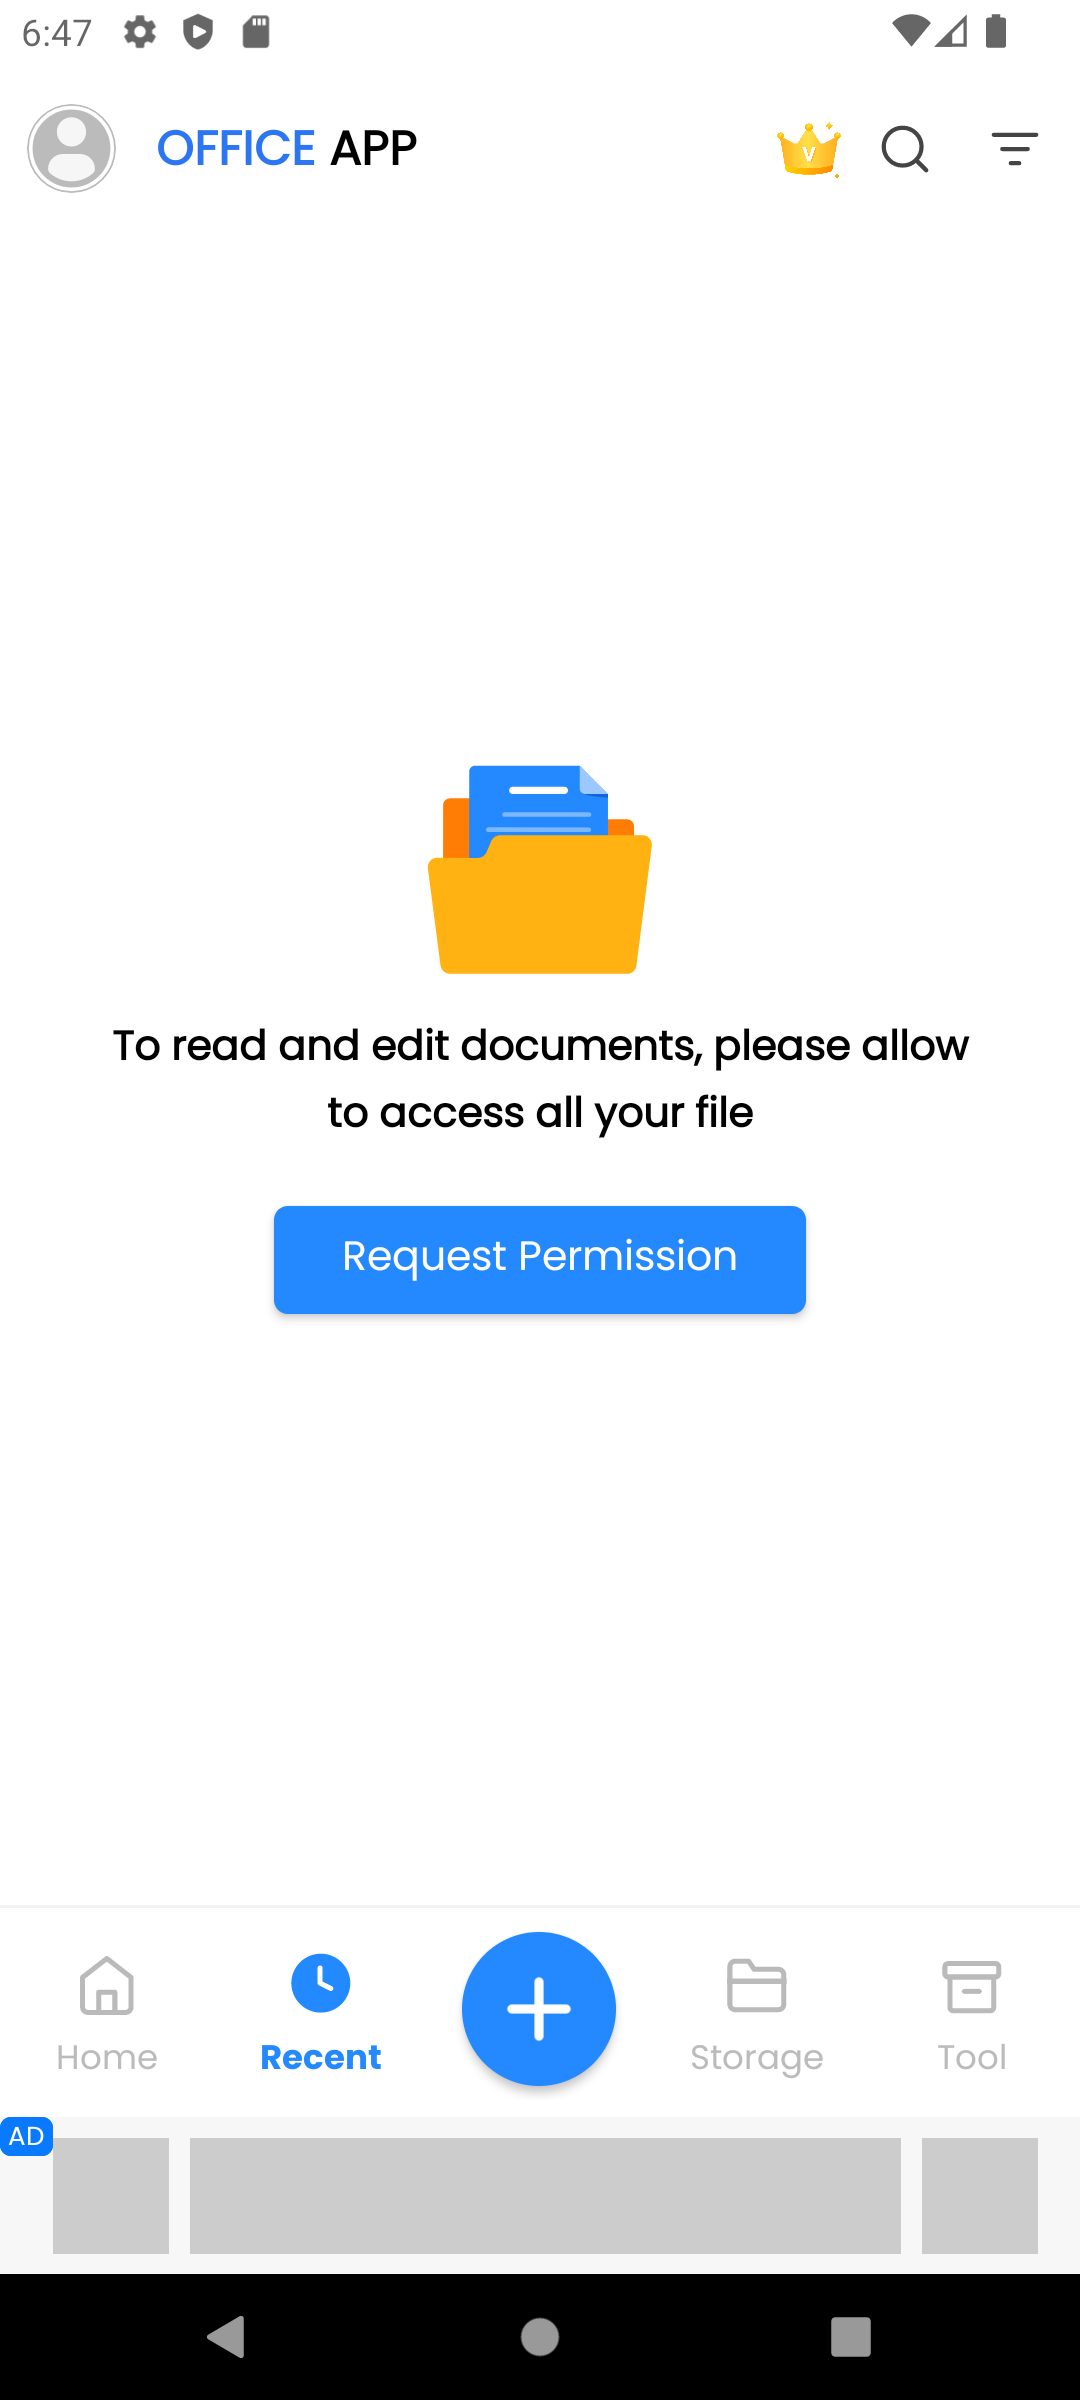 6:47
OFFICE APP
V
To read and edit documents, please allow
to access all your file
Request Permission
Home
Recent
Storage
Tool
AD